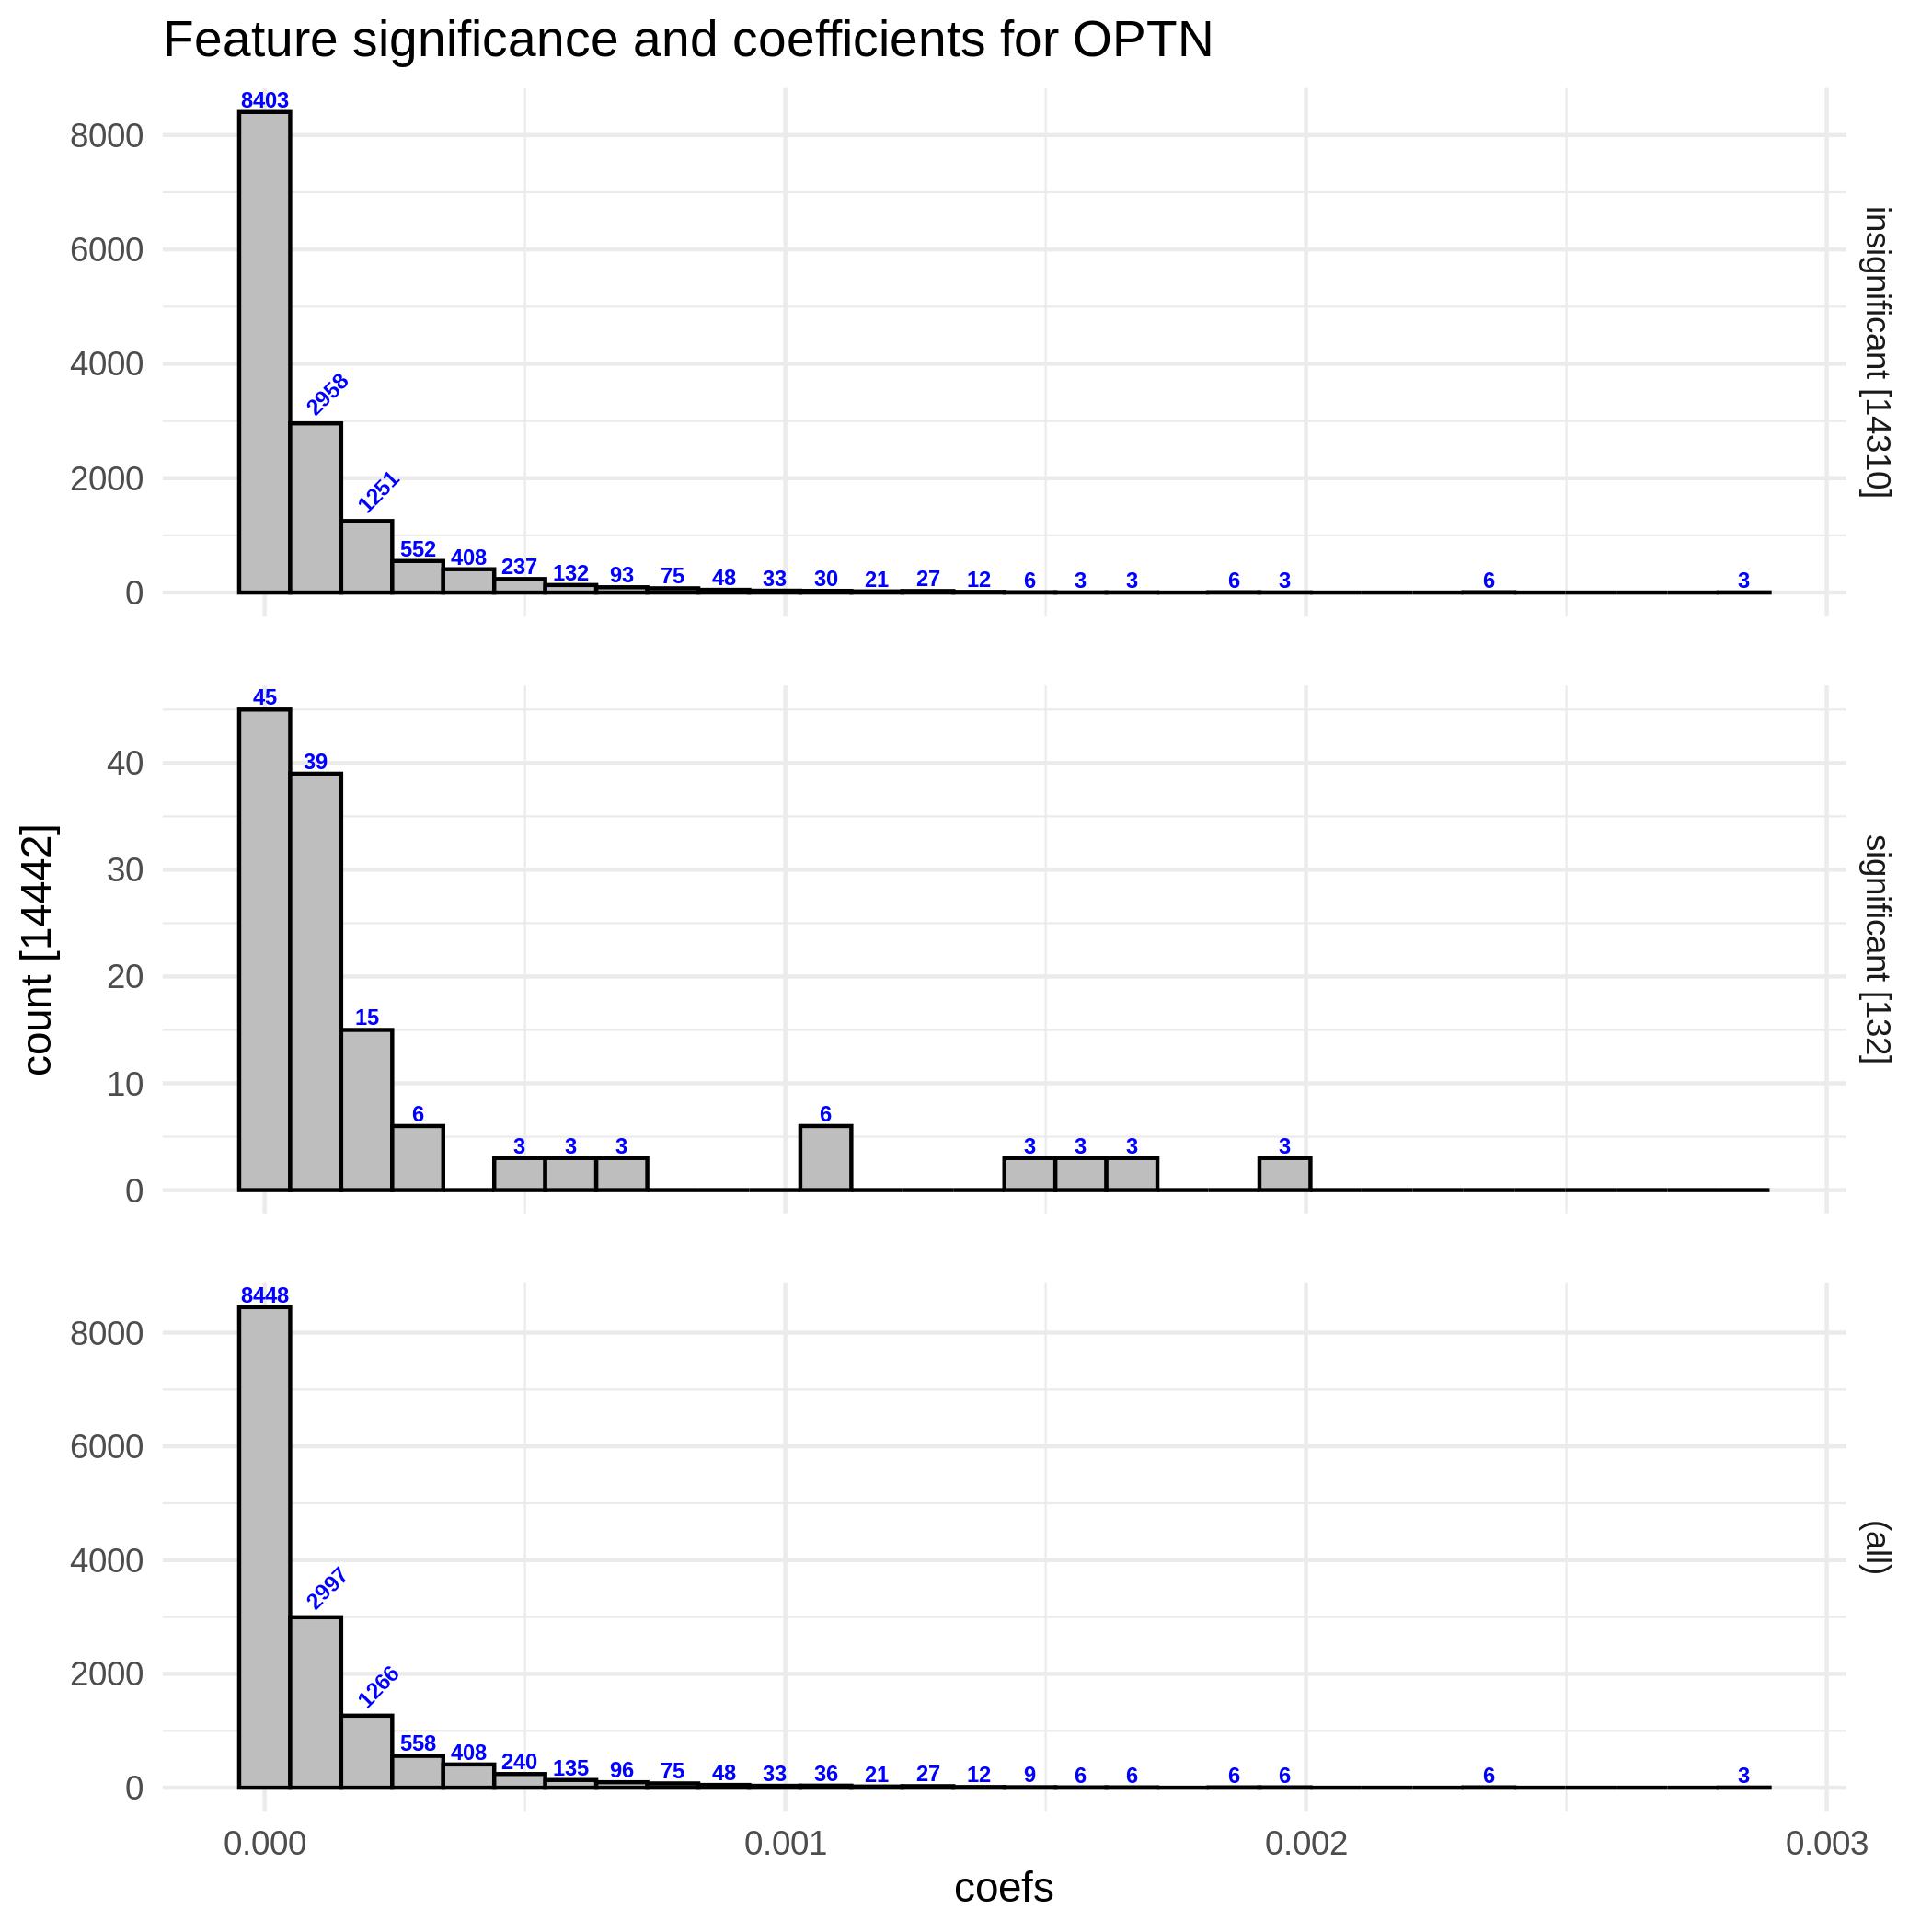 Feature significance and coefficients for OPTN
8403
8000
6000
4000
2958
2000
1251
552 408 237 132 93 75 48 33 30 21 27 12 6 3 3 6 3 6 3
0
insignificant [14310]
45
40
39
30
20
15
10
6 3 3 3 6 3 3 3 3
0
significant [132]
count [14442]
8448
8000
6000
4000
2997
2000
1266
558 408 240 135 96 75 48 33 36 21 27 12 9 6 6 6 6 6 3
0
(all)
0.000 0.001 0.002 0.003
coefs